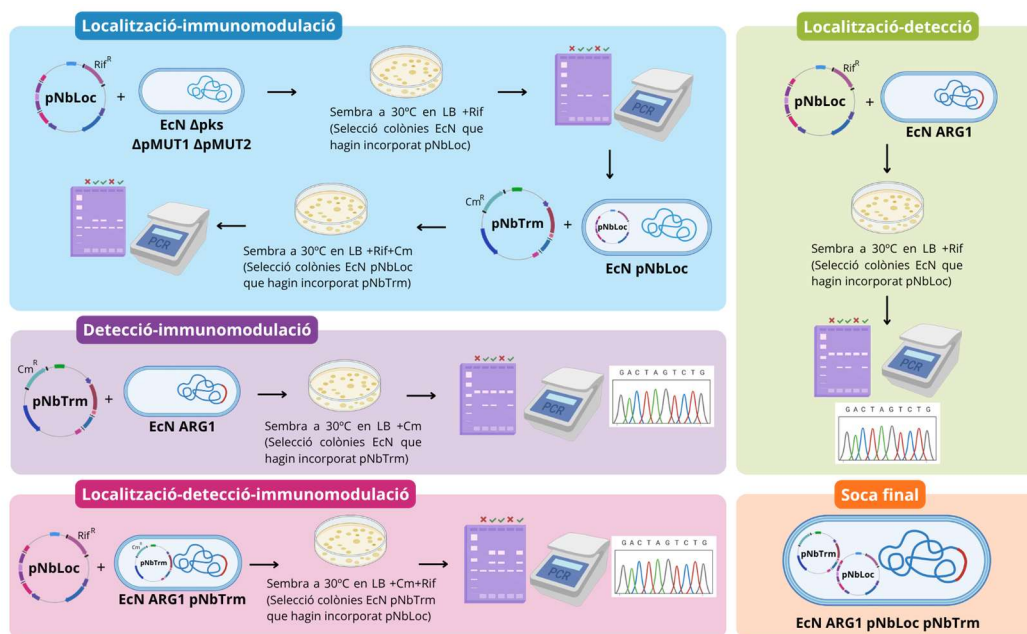 Localització-immunomodulació
Rif^R
pNbLoc
+
EcN Δpks
ΔpMUT1 ΔpMUT2
Sembra a 30ºC en LB +Rif
(Selecció colònies EcN que
hagin incorporat pNbLoc)
PCR
Cm^R
pNbTrm
+
pNbLoc
EcN pNbLoc
Sembra a 30ºC en LB +Rif+Cm
(Selecció colònies EcN pNbLoc
que hagin incorporat pNbTrm)
PCR
Detecció-immunomodulació
Cm^R
pNbTrm
+
EcN ARG1
Sembra a 30ºC en LB +Cm
(Selecció colònies EcN que
hagin incorporat pNbTrm)
PCR
G A C T A G T C T G
Localització-detecció-immunomodulació
Rif^R
pNbLoc
+
Cm^R
pNbTrm
EcN ARG1 pNbTrm
Sembra a 30ºC en LB +Cm+Rif
(Selecció colònies EcN pNbTrm
que hagin incorporat pNbLoc)
PCR
G A C T A G T C T G
Localització-detecció
Rif^R
pNbLoc
+
EcN ARG1
Sembra a 30ºC en LB +Rif
(Selecció colònies EcN que
hagin incorporat pNbLoc)
PCR
G A C T A G T C T G
Soca final
pNbTrm
pNbLoc
EcN ARG1 pNbLoc pNbTrm